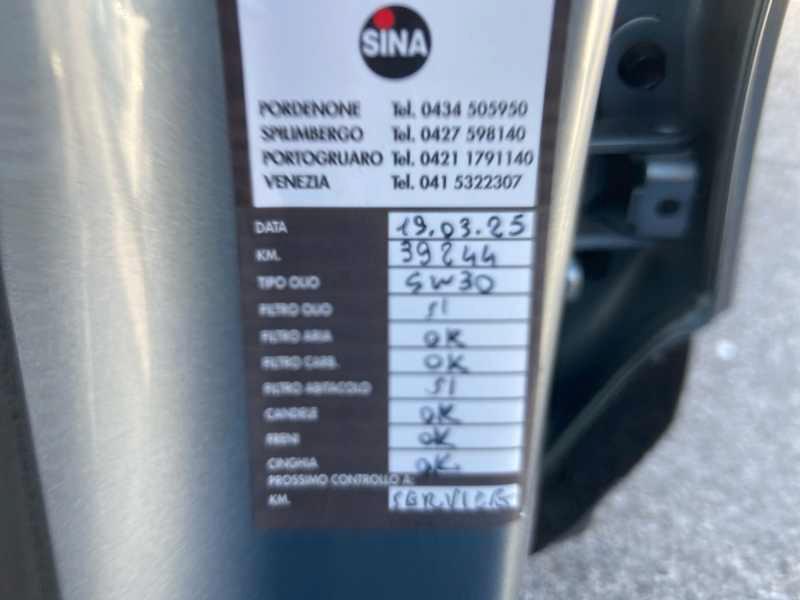 SINA
PORDENONE Tel. 0434 505950
SPILIMBERGO Tel. 0427 598140
PORTOGRUARO Tel. 0421 1791140
VENEZIA Tel. 041 5322307
DATA 19.03.25
KM. 39244
TIPO OLIO 5W30
FILTRO OLIO SI
FILTRO ARIA OK
FILTRO CARB. OK
FILTRO ABITACOLO SI
CANDELE OK
FRENI OK
CINGHIA OK
PROSSIMO CONTROLLO A:
KM. SERVICE